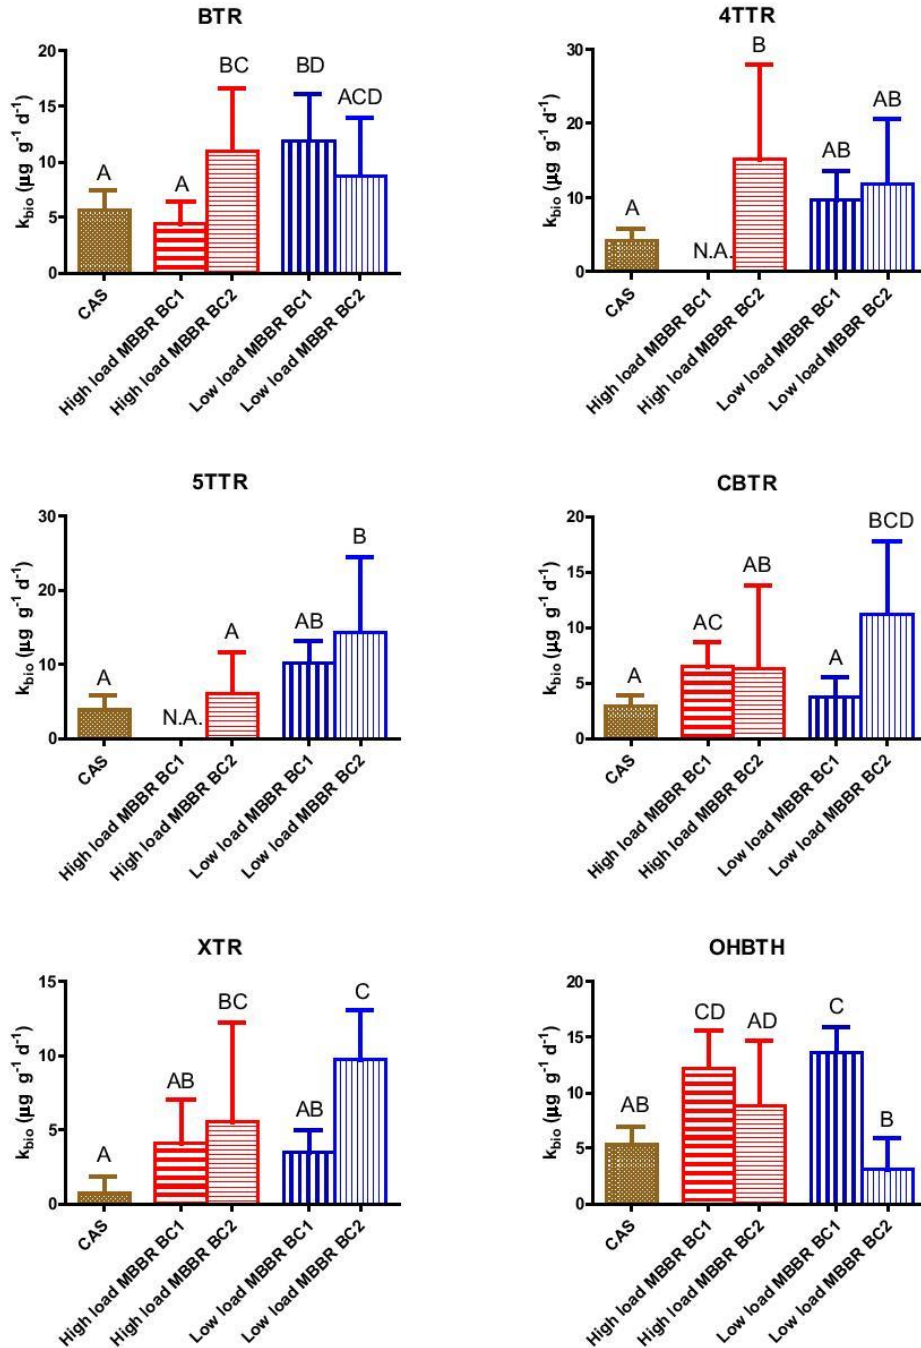 BTR
k_bio (µg g⁻¹ d⁻¹)
20
15
10
5
0
A
A
BC
BD
ACD
CAS
High load MBBR BC1
High load MBBR BC2
Low load MBBR BC1
Low load MBBR BC2
4TTR
k_bio (µg g⁻¹ d⁻¹)
30
20
10
0
A
N.A.
B
AB
AB
CAS
High load MBBR BC1
High load MBBR BC2
Low load MBBR BC1
Low load MBBR BC2
5TTR
k_bio (µg g⁻¹ d⁻¹)
30
20
10
0
A
N.A.
A
AB
B
CAS
High load MBBR BC1
High load MBBR BC2
Low load MBBR BC1
Low load MBBR BC2
CBTR
k_bio (µg g⁻¹ d⁻¹)
20
15
10
5
0
A
AC
AB
A
BCD
CAS
High load MBBR BC1
High load MBBR BC2
Low load MBBR BC1
Low load MBBR BC2
XTR
k_bio (µg g⁻¹ d⁻¹)
15
10
5
0
A
AB
BC
AB
C
CAS
High load MBBR BC1
High load MBBR BC2
Low load MBBR BC1
Low load MBBR BC2
OHBTH
k_bio (µg g⁻¹ d⁻¹)
20
15
10
5
0
AB
CD
AD
C
B
CAS
High load MBBR BC1
High load MBBR BC2
Low load MBBR BC1
Low load MBBR BC2